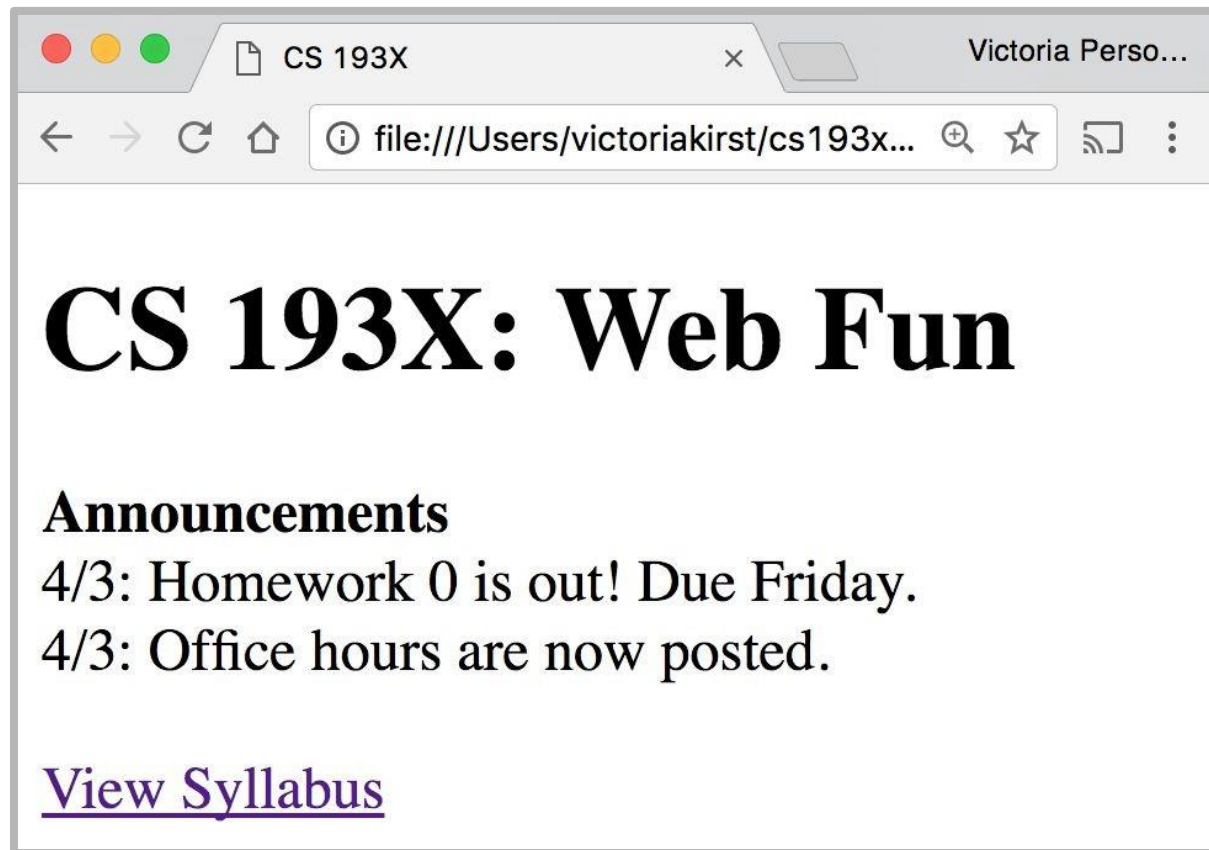 CS 193X
Victoria Perso...
file:///Users/victoriakirst/cs193x...
CS 193X: Web Fun
Announcements
4/3: Homework 0 is out! Due Friday.
4/3: Office hours are now posted.
View Syllabus